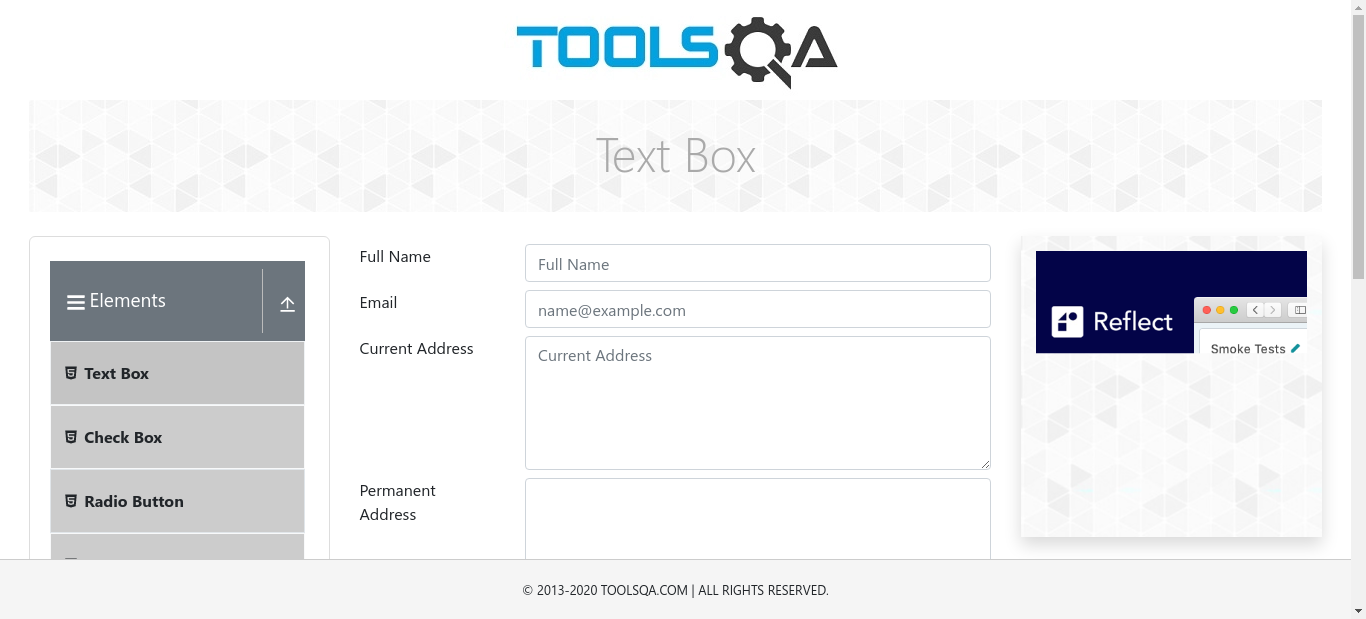 TOOLSQA
Text Box
Elements
Text Box
Check Box
Radio Button
Full Name
Full Name
Email
name@example.com
Current Address
Current Address
Permanent
Address
Reflect
Smoke Tests
© 2013-2020 TOOLSQA.COM | ALL RIGHTS RESERVED.